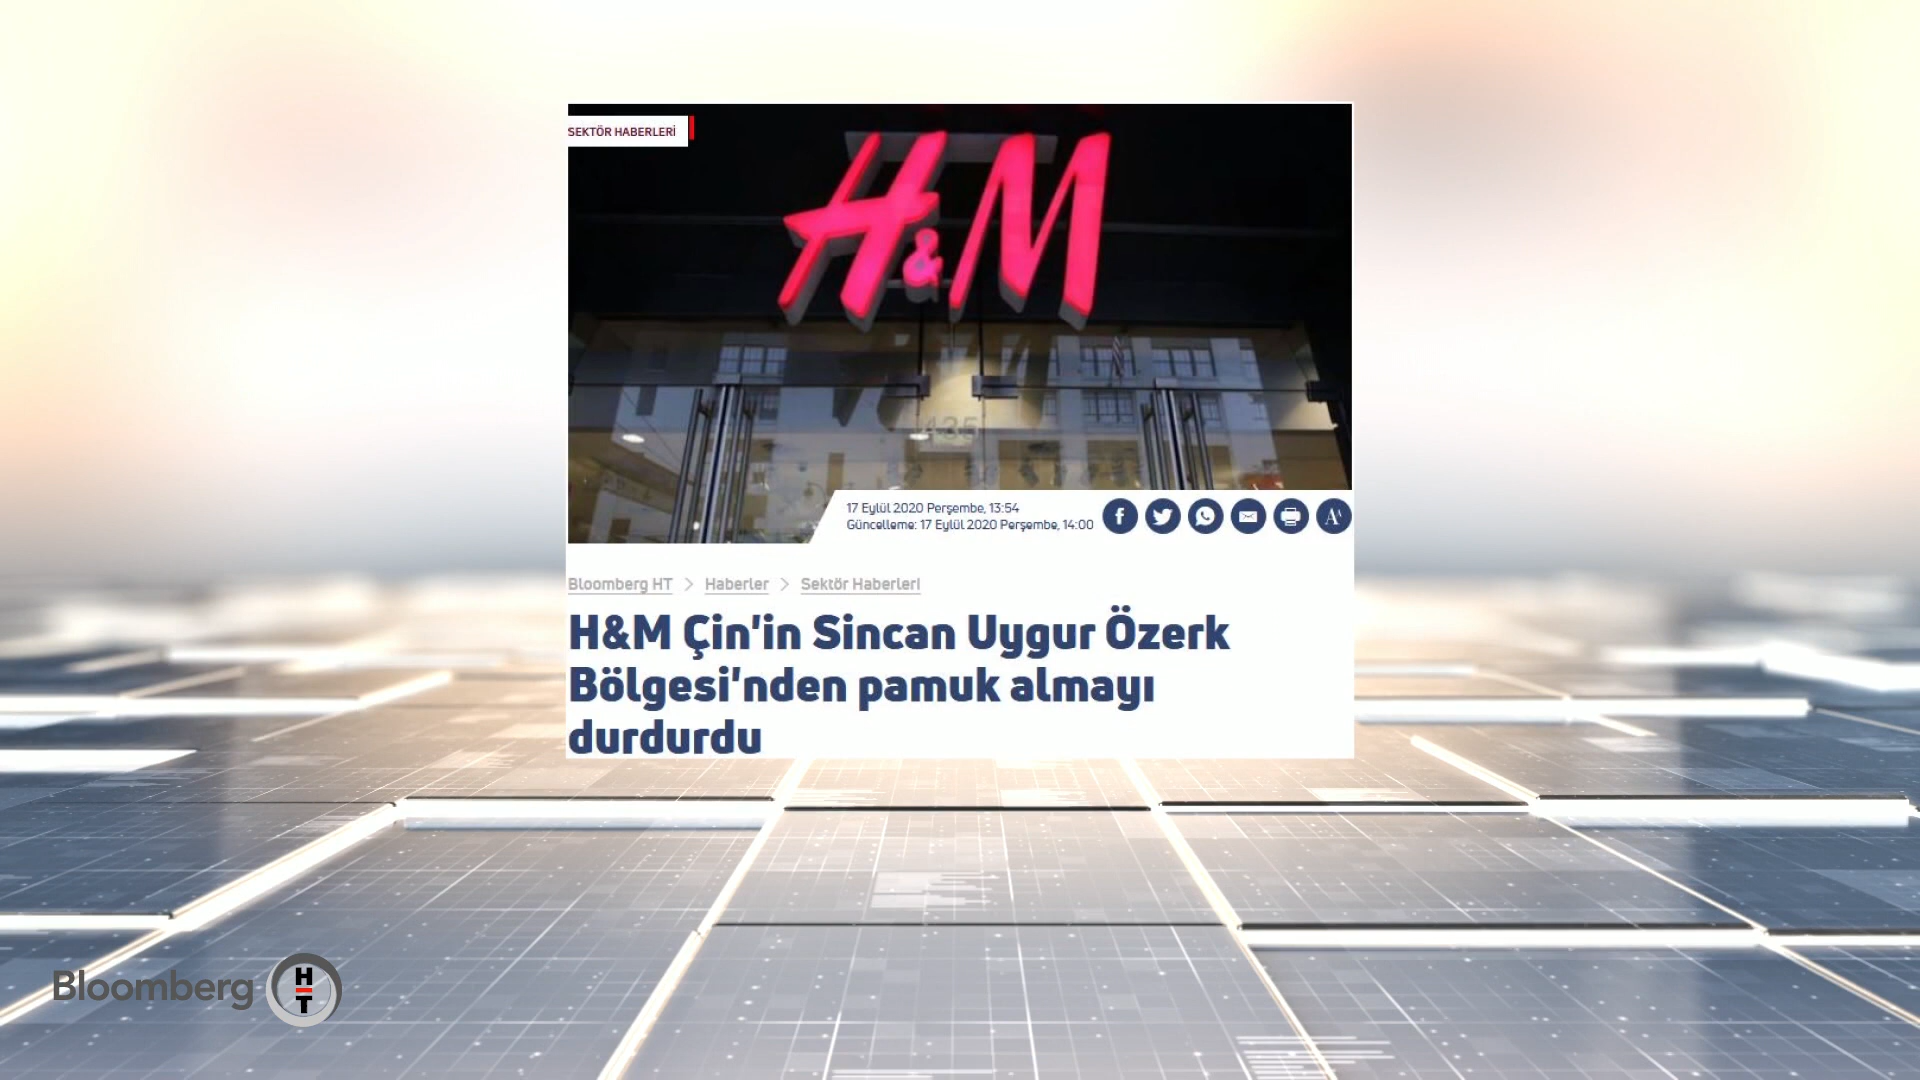 SEKTÖR HABERLERİ
H&M
435
17 Eylül 2020 Perşembe, 13:54
Güncelleme: 17 Eylül 2020 Perşembe, 14:00
Bloomberg HT > Haberler > Sektör Haberleri
H&M Çin'in Sincan Uygur Özerk
Bölgesi'nden pamuk almayı
durdurdu
Bloomberg HT